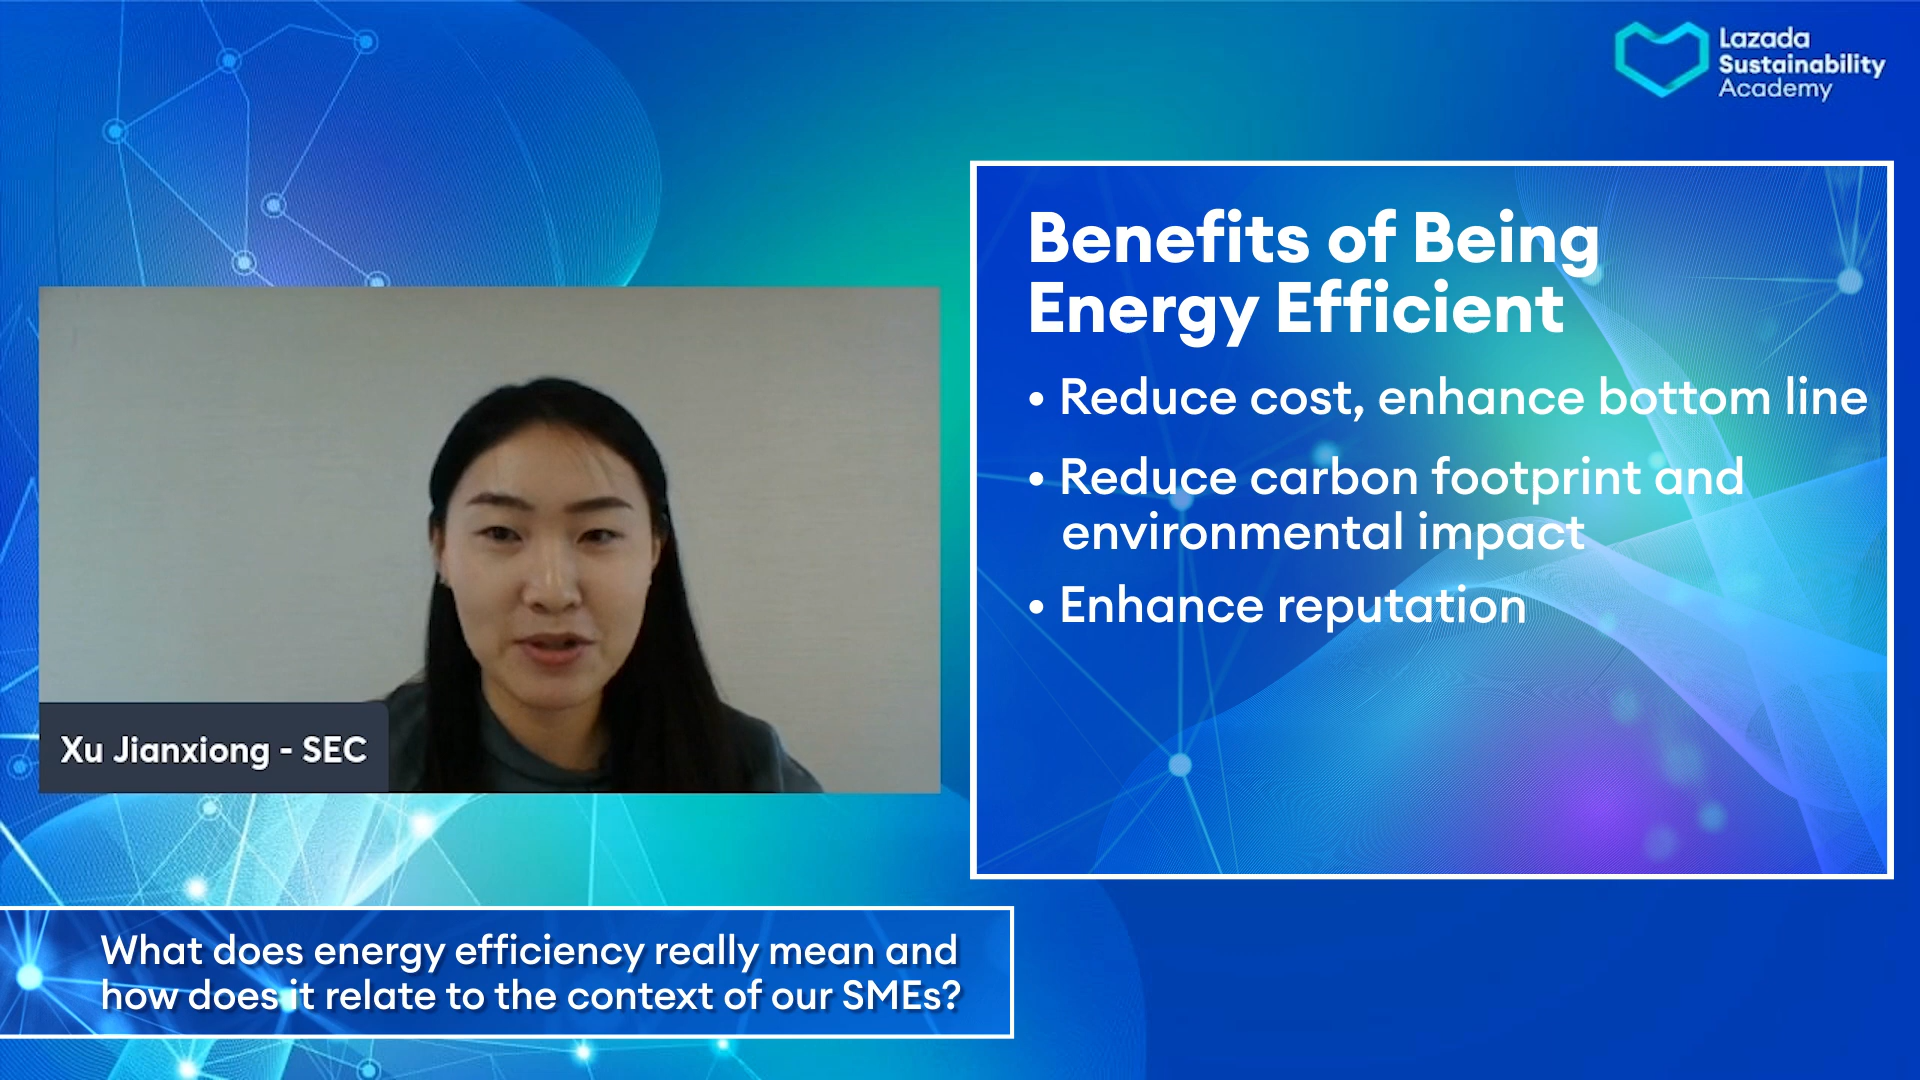 Lazada
Sustainability
Academy
Benefits of Being
Energy Efficient
• Reduce cost, enhance bottom line
• Reduce carbon footprint and
environmental impact
• Enhance reputation
Xu Jianxiong - SEC
What does energy efficiency really mean and
how does it relate to the context of our SMEs?